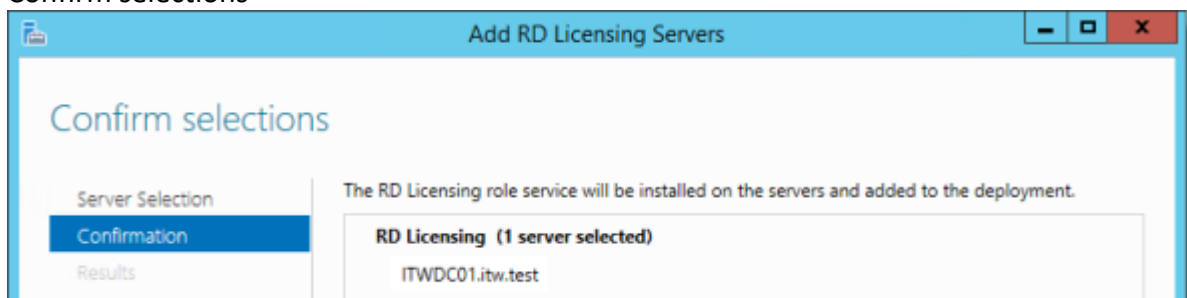 Confirm selections
Add RD Licensing Servers
Confirm selections
Server Selection
The RD Licensing role service will be installed on the servers and added to the deployment.
Confirmation
RD Licensing (1 server selected)
Results
ITWDC01.itw.test